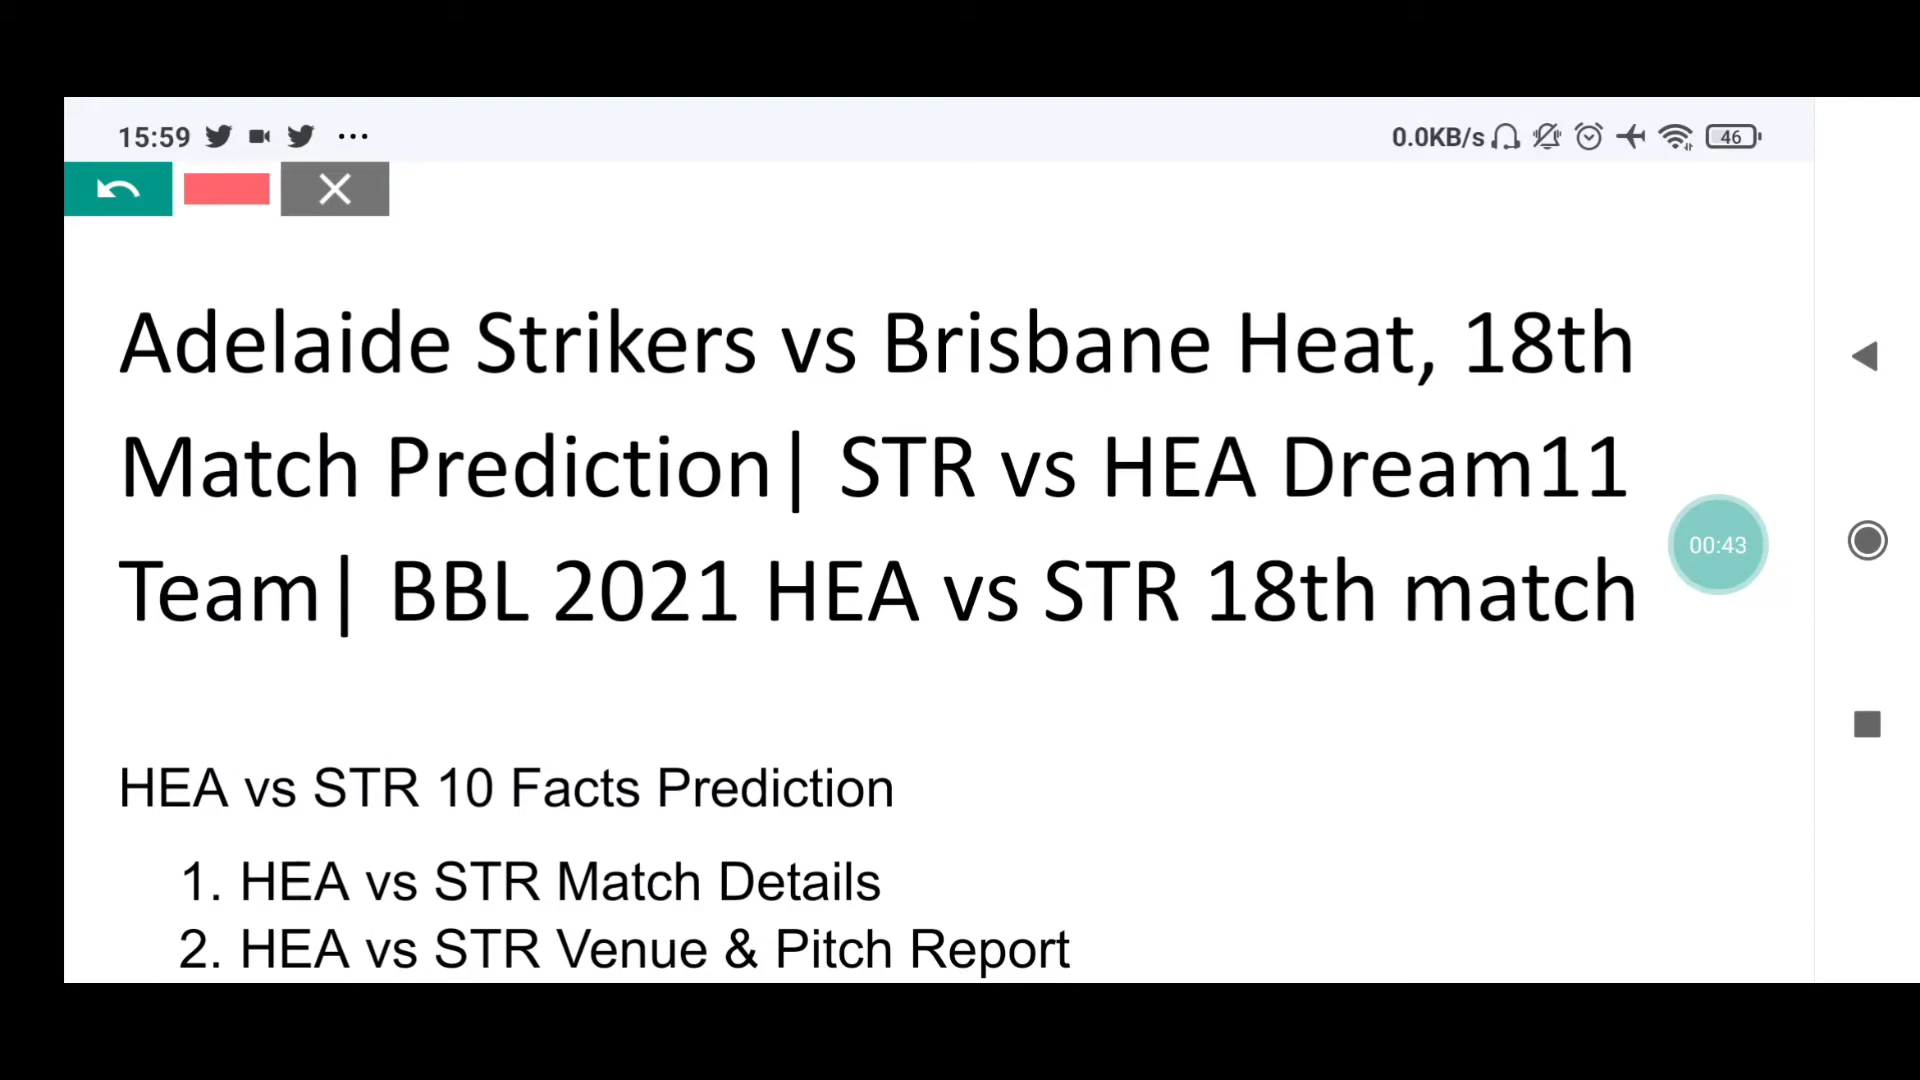 15:59 ... 0.0KB/s 46
Adelaide Strikers vs Brisbane Heat, 18th
Match Prediction| STR vs HEA Dream11
Team| BBL 2021 HEA vs STR 18th match
00:43
HEA vs STR 10 Facts Prediction
1. HEA vs STR Match Details
2. HEA vs STR Venue & Pitch Report